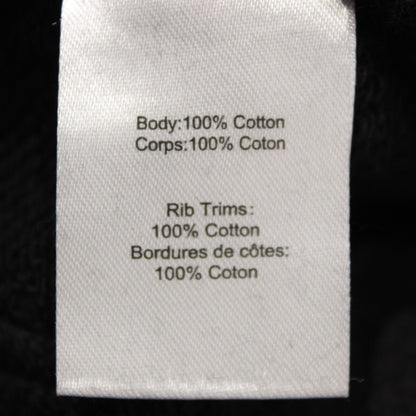 Body:100% Cotton
Corps:100% Coton
Rib Trims:
100% Cotton
Bordures de côtes:
100% Coton